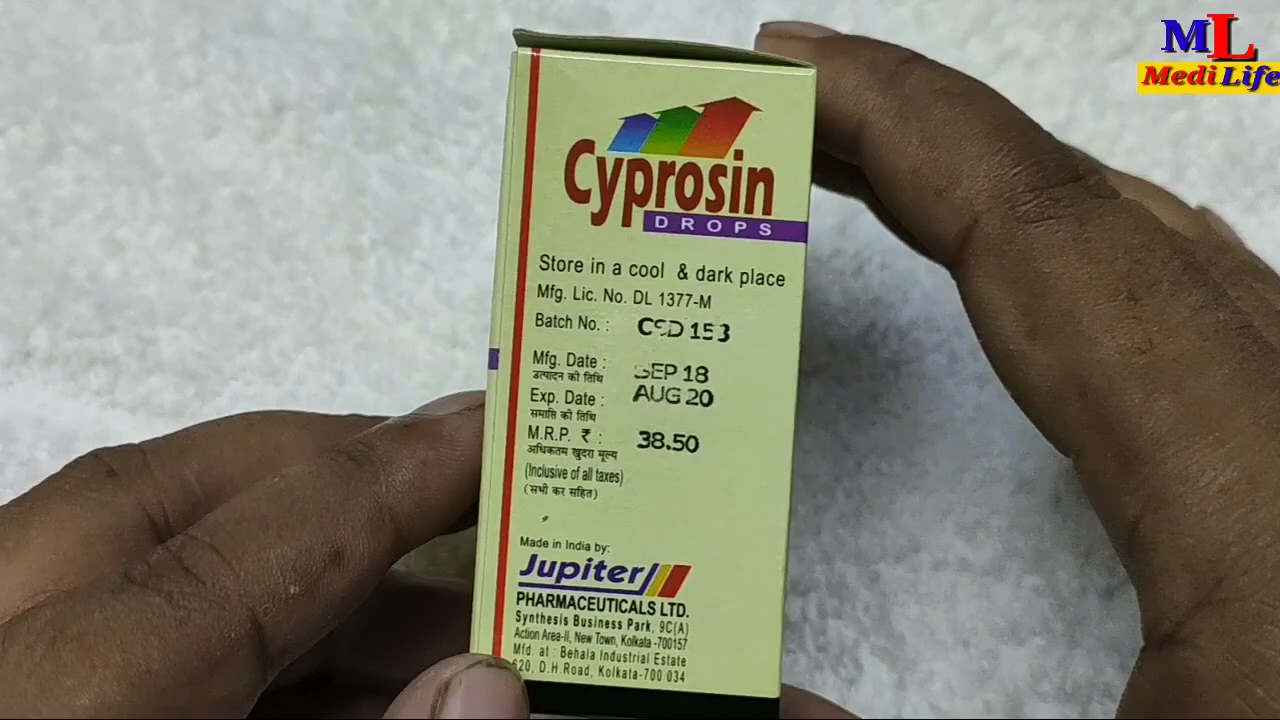 ML
Medi Life
Cyprosin
DROPS
Store in a cool & dark place
Mfg. Lic. No. DL 1377-M
Batch No. : CSD 153
Mfg. Date : SEP 18
उत्पादन की तिथि
Exp. Date : AUG 20
समाप्ति की तिथि
M.R.P. ₹ : 38.50
अधिकतम खुदरा मूल्य
(Inclusive of all taxes)
(सभी कर सहित)
Made in India by:
Jupiter
PHARMACEUTICALS LTD.
Synthesis Business Park, 9C(A)
Action Area-II, New Town, Kolkata -700157
Mfd. at : Behala Industrial Estate
620, D.H.Road, Kolkata-700 034